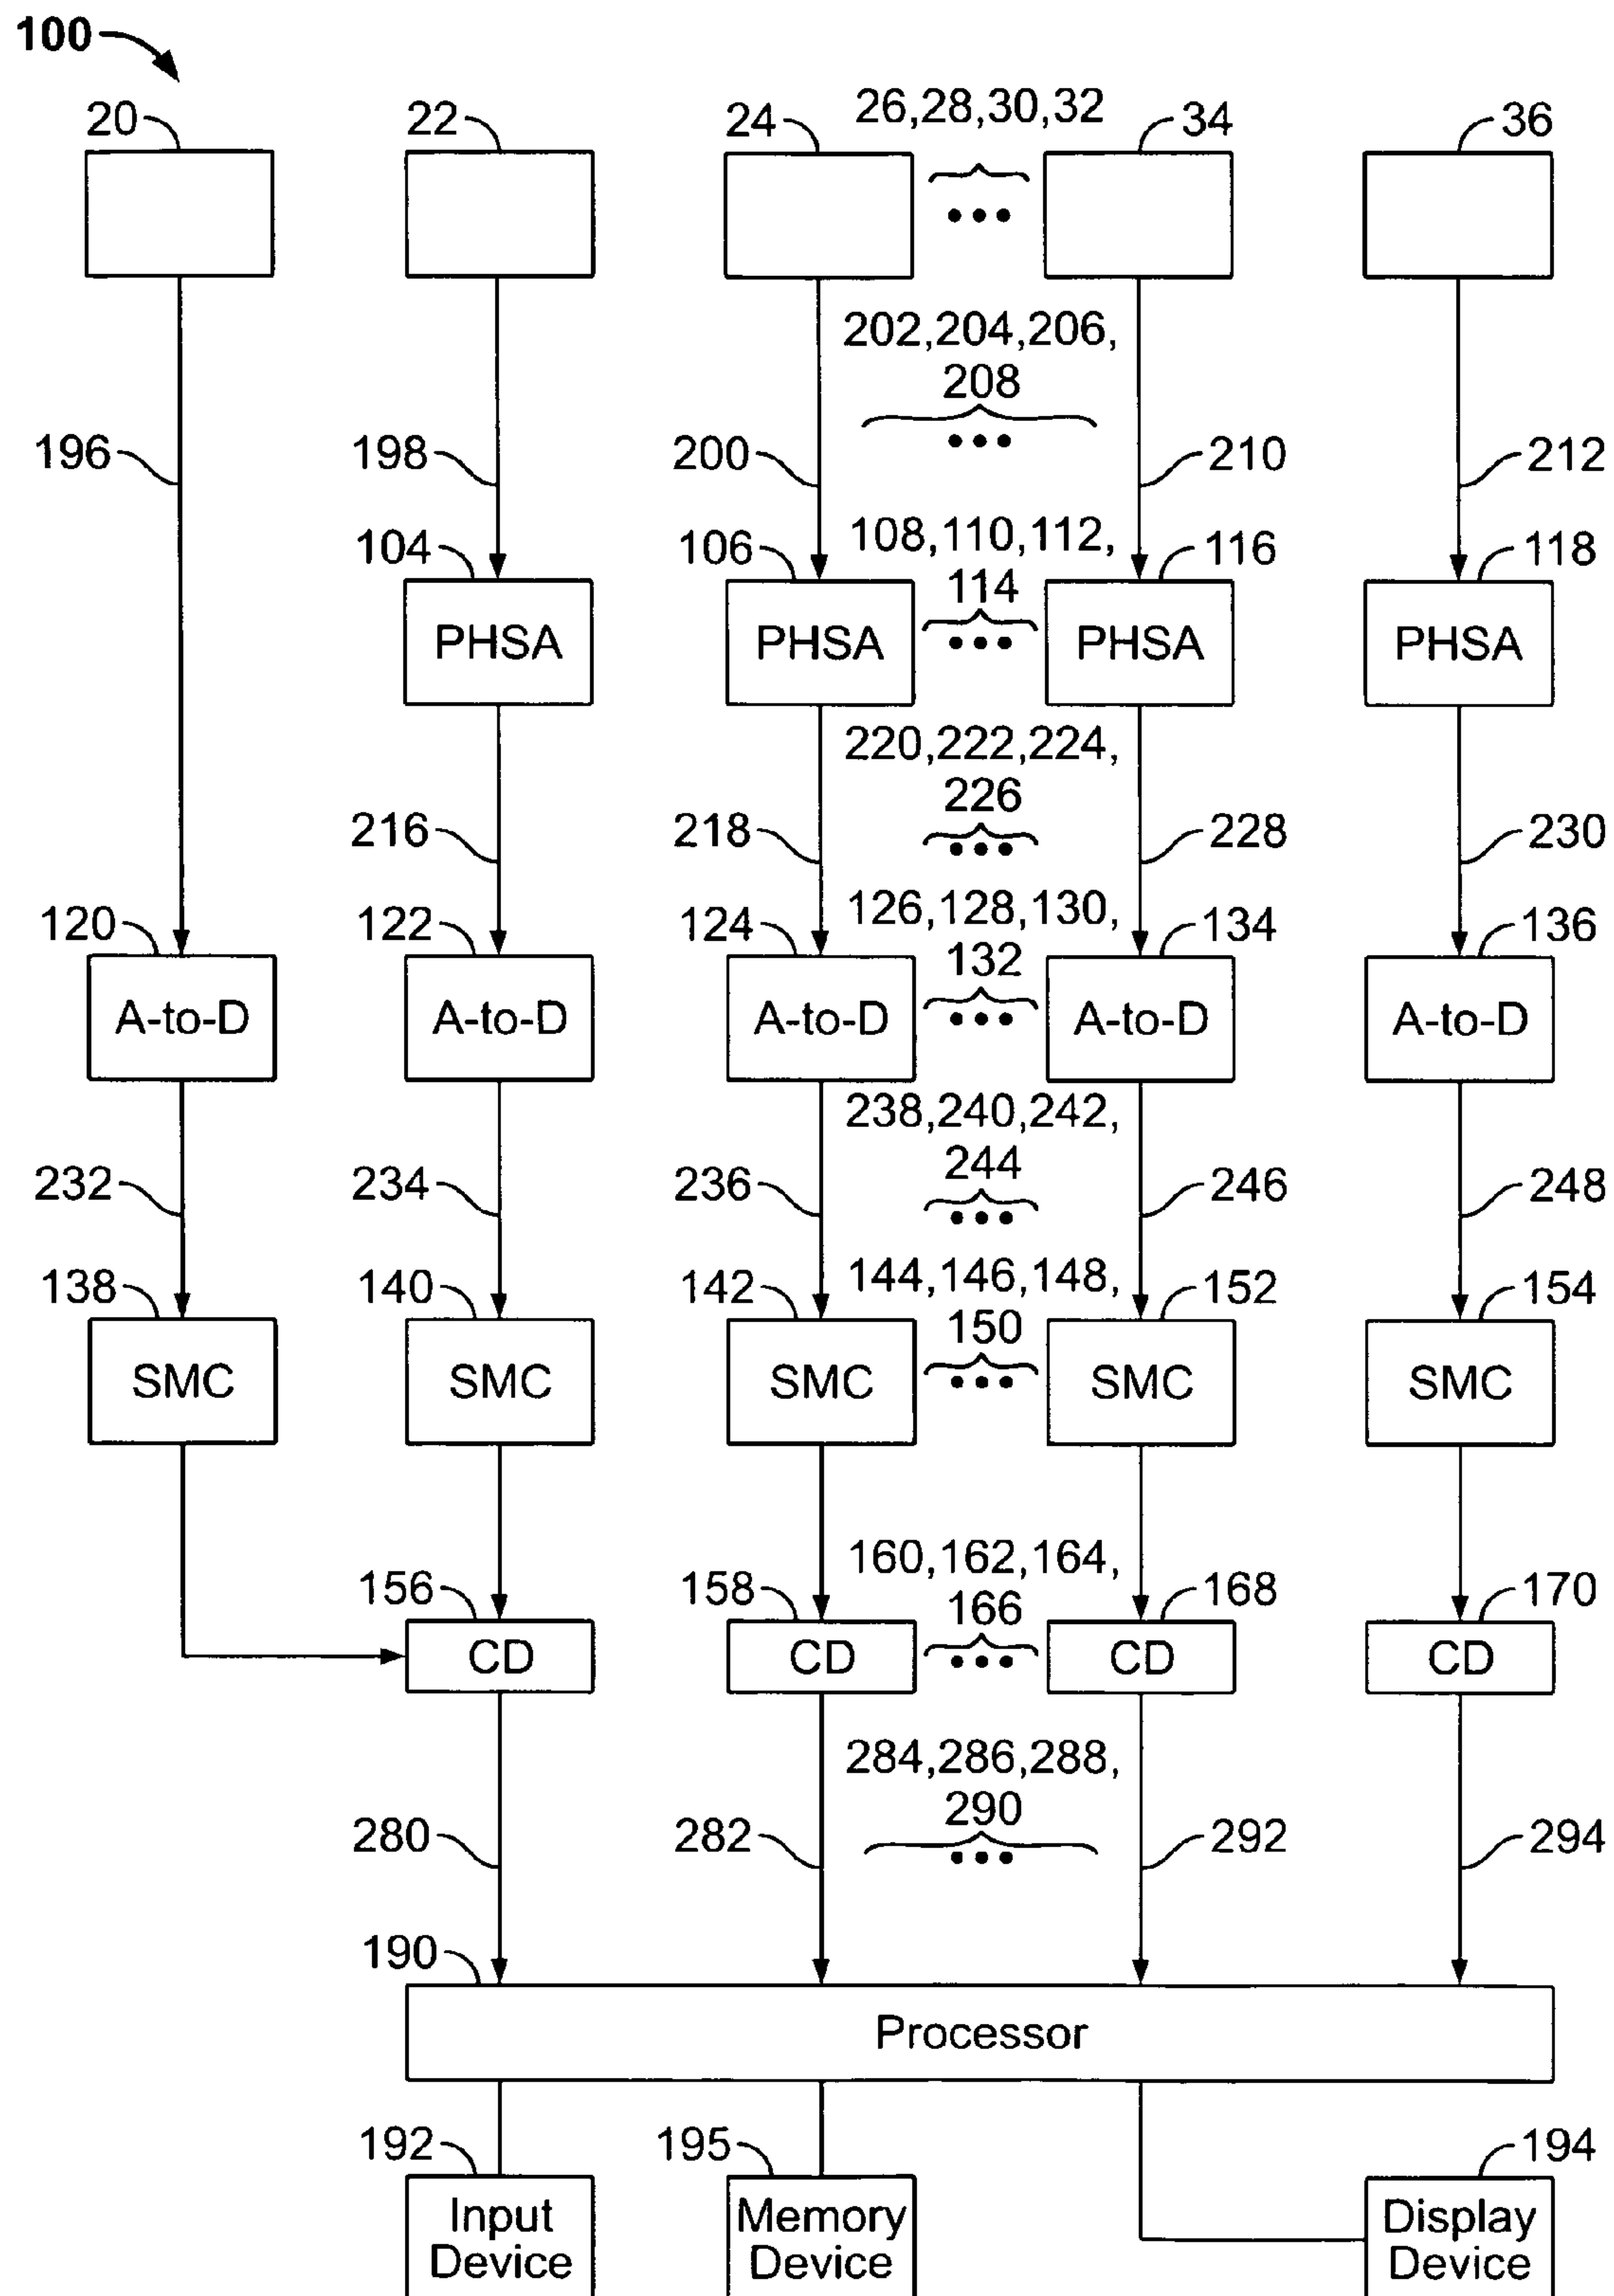 100
20 22 24 26,28,30,32 34 36
202,204,206,
208
196 198 200 210 212
104 106 108,110,112, 116 118
114
PHSA PHSA PHSA PHSA
220,222,224,
226
216 218 228 230
120 122 124 126,128,130, 134 136
132
A-to-D A-to-D A-to-D A-to-D A-to-D
238,240,242,
244
232 234 236 246 248
138 140 142 144,146,148, 152 154
150
SMC SMC SMC SMC SMC
160,162,164,
156 158 166 168 170
CD CD CD CD
284,286,288,
290
280 282 292 294
190
Processor
192 195 194
Input Memory Display
Device Device Device